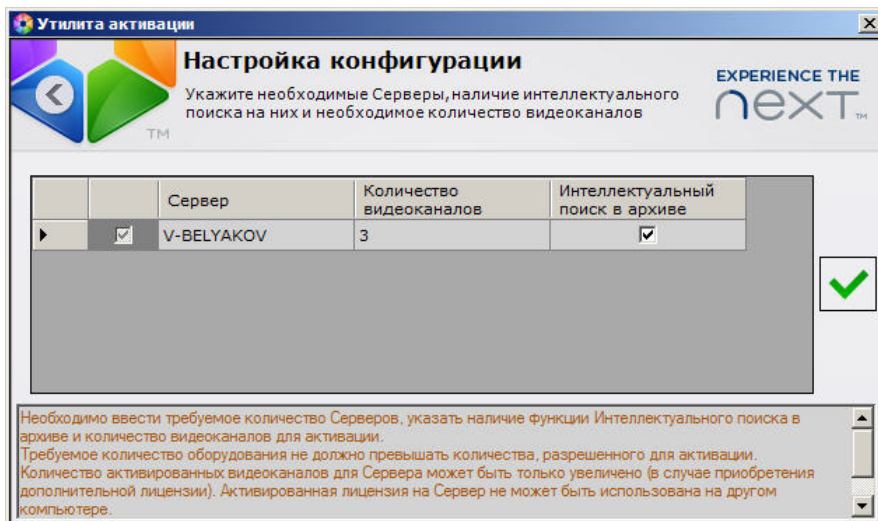 Утилита активации
Настройка конфигурации
Укажите необходимые Серверы, наличие интеллектуального
поиска на них и необходимое количество видеоканалов
EXPERIENCE THE
next™
TM
Сервер
Количество
видеоканалов
Интеллектуальный
поиск в архиве
V-BELYAKOV
3
Необходимо ввести требуемое количество Серверов, указать наличие функции Интеллектуального поиска в
архиве и количество видеоканалов для активации.
Требуемое количество оборудования не должно превышать количества, разрешенного для активации.
Количество активированных видеоканалов для Сервера может быть только увеличено (в случае приобретения
дополнительной лицензии). Активированная лицензия на Сервер не может быть использована на другом
компьютере.